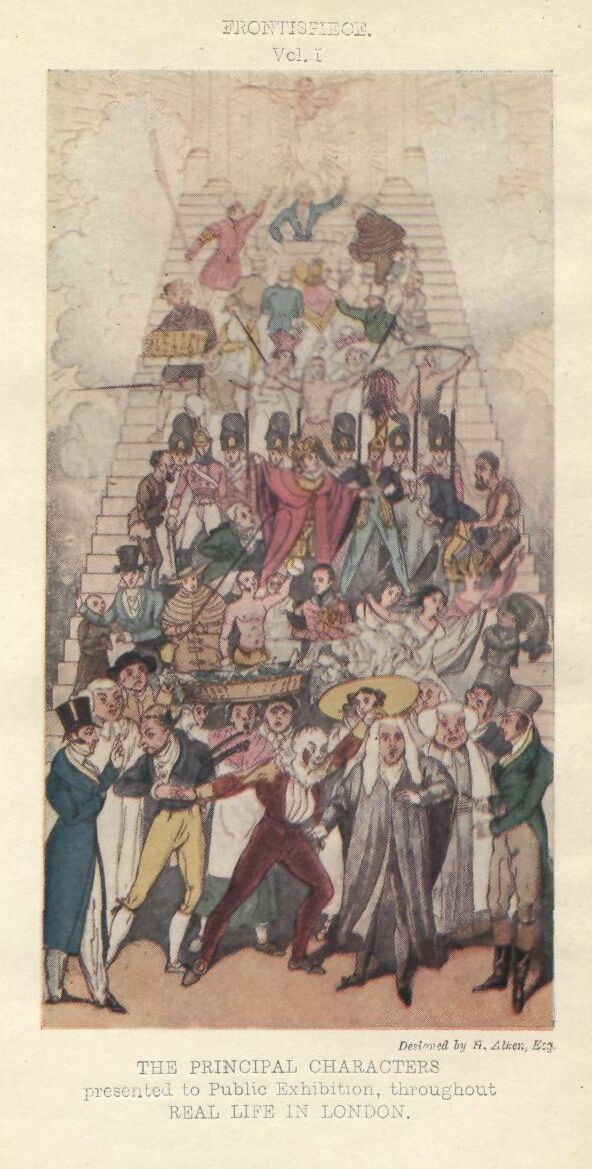 FRONTISPIECE.
Vol. I
Designed by H. Alken, Esq.
THE PRINCIPAL CHARACTERS
presented to Public Exhibition, throughout
REAL LIFE IN LONDON.